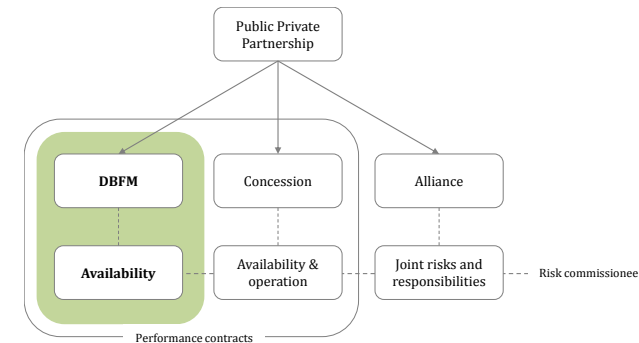 Public Private
Partnership
DBFM
Concession
Alliance
Availability
Availability &
operation
Joint risks and
responsibilities
Risk commissionee
Performance contracts